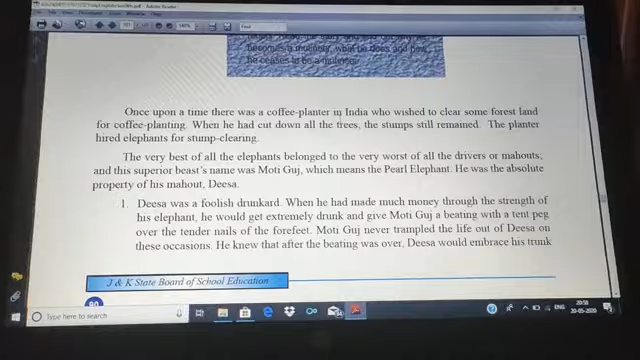 becomes a mutineer, what he does and how
he ceases to be a mutineer.
Once upon a time there was a coffee-planter in India who wished to clear some forest land
for coffee-planting. When he had cut down all the trees, the stumps still remained. The planter
hired elephants for stump-clearing.
The very best of all the elephants belonged to the very worst of all the drivers or mahouts,
and this superior beast's name was Moti Guj, which means the Pearl Elephant. He was the absolute
property of his mahout, Deesa.
1. Deesa was a foolish drunkard. When he had made much money through the strength of
his elephant, he would get extremely drunk and give Moti Guj a beating with a tent peg
over the tender nails of the forefeet. Moti Guj never trampled the life out of Deesa on
these occasions. He knew that after the beating was over, Deesa would embrace his trunk
J & K State Board of School Education
90
Type here to search
ENG
20:58
20-05-2020